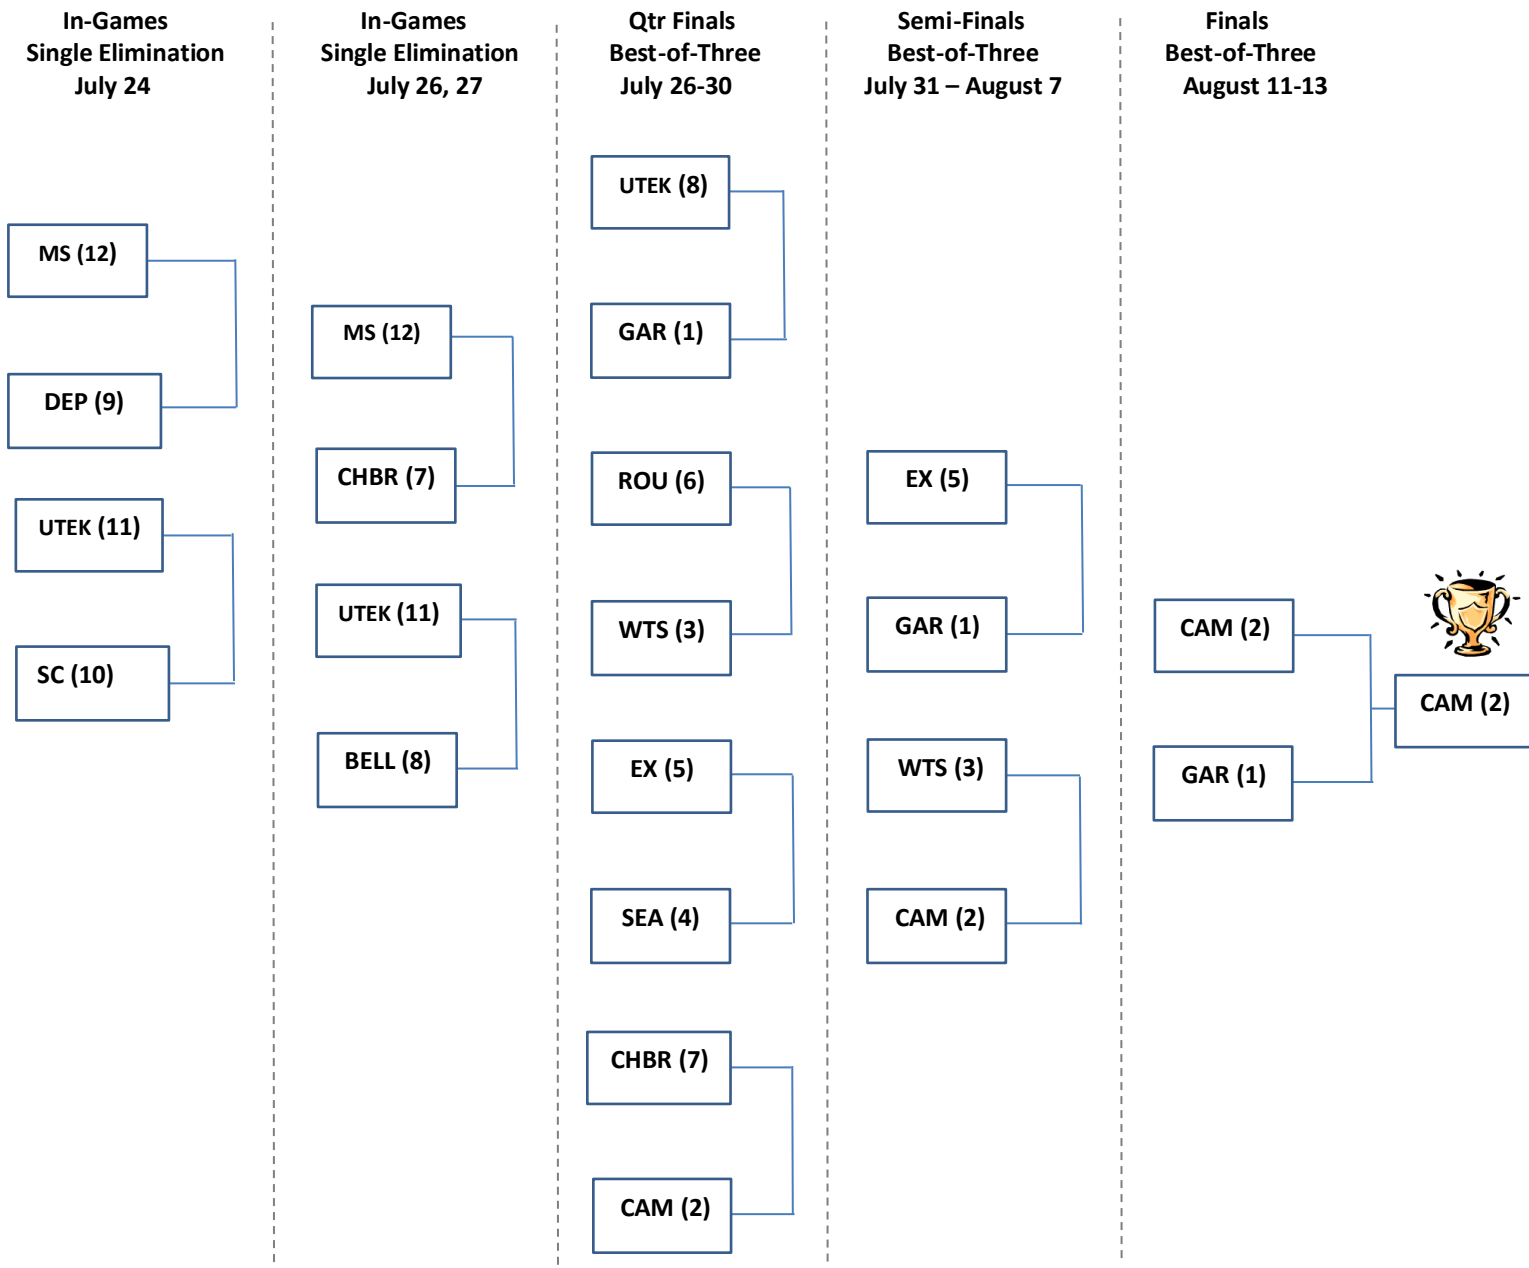 In-Games
Single Elimination
July 24
In-Games
Single Elimination
July 26, 27
Qtr Finals
Best-of-Three
July 26-30
Semi-Finals
Best-of-Three
July 31 – August 7
Finals
Best-of-Three
August 11-13
MS (12)
DEP (9)
UTEK (11)
SC (10)
MS (12)
CHBR (7)
UTEK (11)
BELL (8)
UTEK (8)
GAR (1)
ROU (6)
WTS (3)
EX (5)
SEA (4)
CHBR (7)
CAM (2)
EX (5)
GAR (1)
WTS (3)
CAM (2)
CAM (2)
GAR (1)
CAM (2)